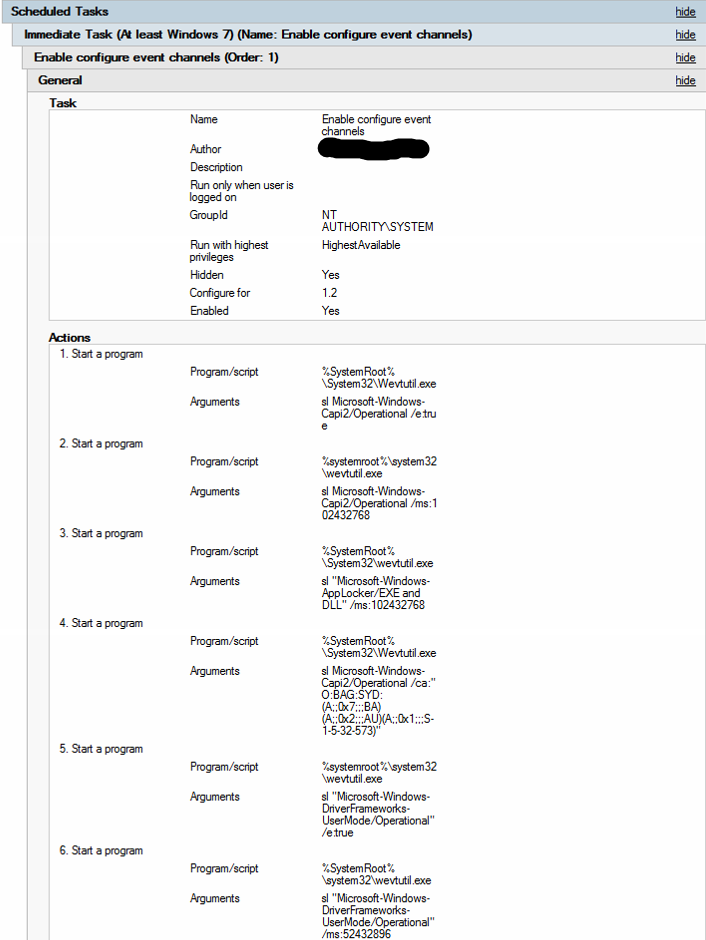 Scheduled Tasks hide
Immediate Task (At least Windows 7) (Name: Enable configure event channels) hide
Enable configure event channels (Order: 1) hide
General hide
Task
Name Enable configure event
channels
Author
Description
Run only when user is
logged on
GroupId NT
AUTHORITY\SYSTEM
Run with highest HighestAvailable
privileges
Hidden Yes
Configure for 1.2
Enabled Yes
Actions
1. Start a program
Program/script %SystemRoot%
\System32\Wevtutil.exe
Arguments sl Microsoft-Windows-
Capi2/Operational /e:tru
e
2. Start a program
Program/script %systemroot%\system32
\wevtutil.exe
Arguments sl Microsoft-Windows-
Capi2/Operational /ms:1
02432768
3. Start a program
Program/script %SystemRoot%
\System32\wevtutil.exe
Arguments sl "Microsoft-Windows-
AppLocker/EXE and
DLL" /ms:102432768
4. Start a program
Program/script %SystemRoot%
\System32\Wevtutil.exe
Arguments sl Microsoft-Windows-
Capi2/Operational /ca:"
O:BAG:SYD:
(A;;0x7;;;BA)
(A;;0x2;;;AU)(A;;0x1;;;S-
1-5-32-573)"
5. Start a program
Program/script %systemroot%\system32
\wevtutil.exe
Arguments sl "Microsoft-Windows-
DriverFrameworks-
UserMode/Operational"
/e:true
6. Start a program
Program/script %SystemRoot%
\system32\wevtutil.exe
Arguments sl "Microsoft-Windows-
DriverFrameworks-
UserMode/Operational"
/ms:52432896